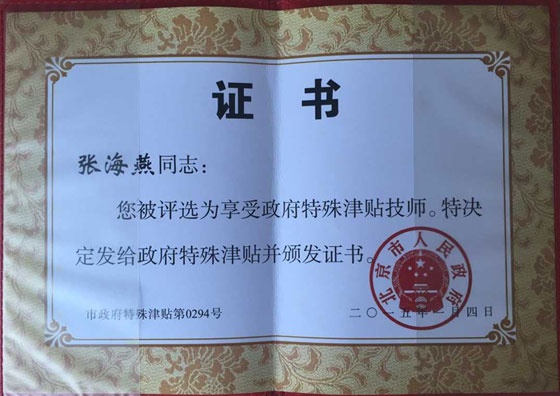 证书
张海燕同志：
您被评选为享受政府特殊津贴技师。特决
定发给政府特殊津贴并颁发证书。
北京市人民政府
市政府特殊津贴第0294号
二〇一五年一月四日